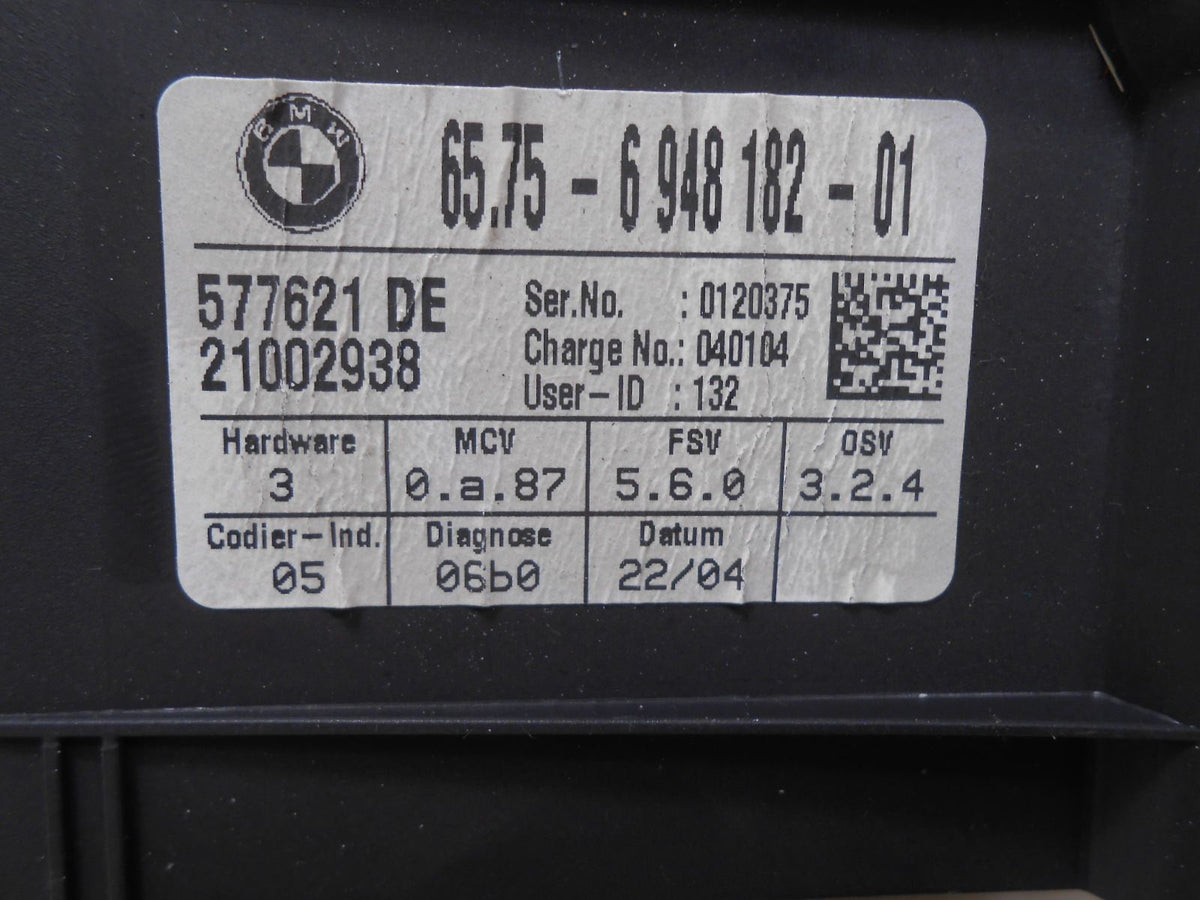 BMW
65.75 - 6 948 182 - 01
577621 DE
21002938
Ser.No. : 0120375
Charge No.: 040104
User-ID : 132
Hardware MCV FSV OSV
3 0.a.87 5.6.0 3.2.4
Codier-Ind. Diagnose Datum
05 06b0 22/04